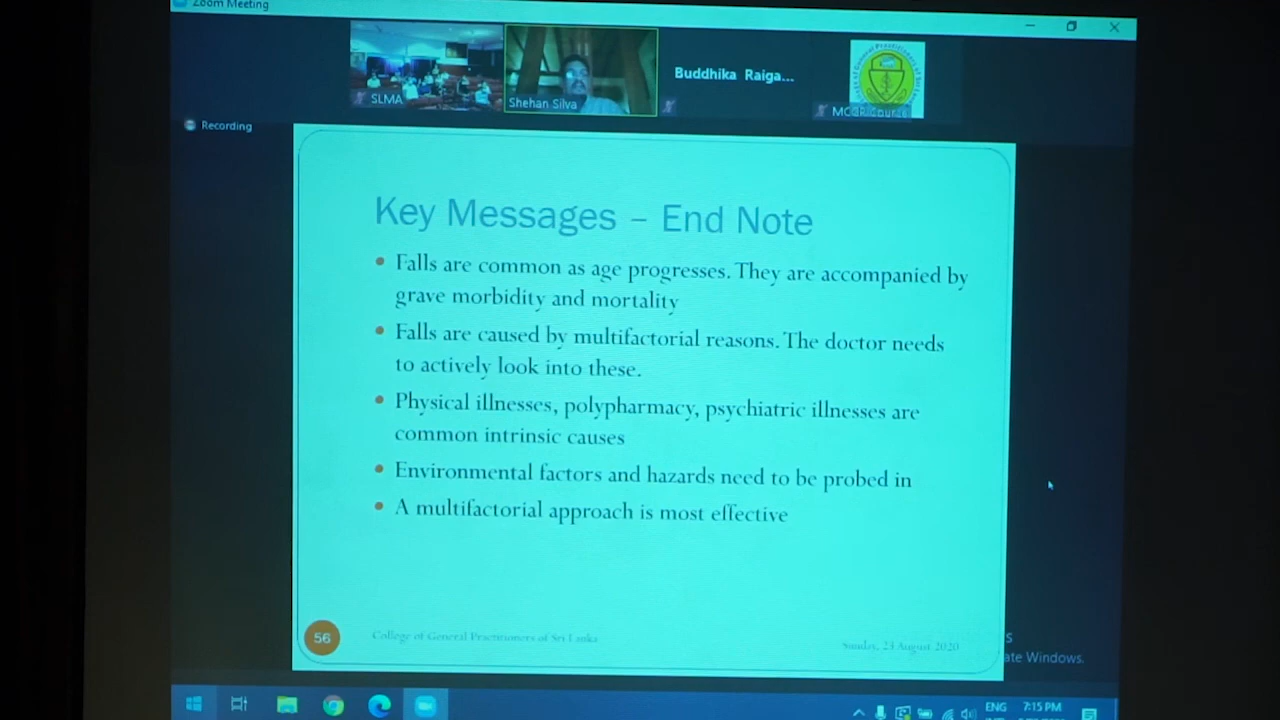 Zoom Meeting
SLMA
Shehan Silva
Buddhika Raiga...
Recording
Key Messages – End Note
• Falls are common as age progresses. They are accompanied by
grave morbidity and mortality
• Falls are caused by multifactorial reasons. The doctor needs
to actively look into these.
• Physical illnesses, polypharmacy, psychiatric illnesses are
common intrinsic causes
• Environmental factors and hazards need to be probed in
• A multifactorial approach is most effective
56
College of General Practitioners of Sri Lanka
Sunday, 23 August 2020
ate Windows.
ENG
7:15 PM